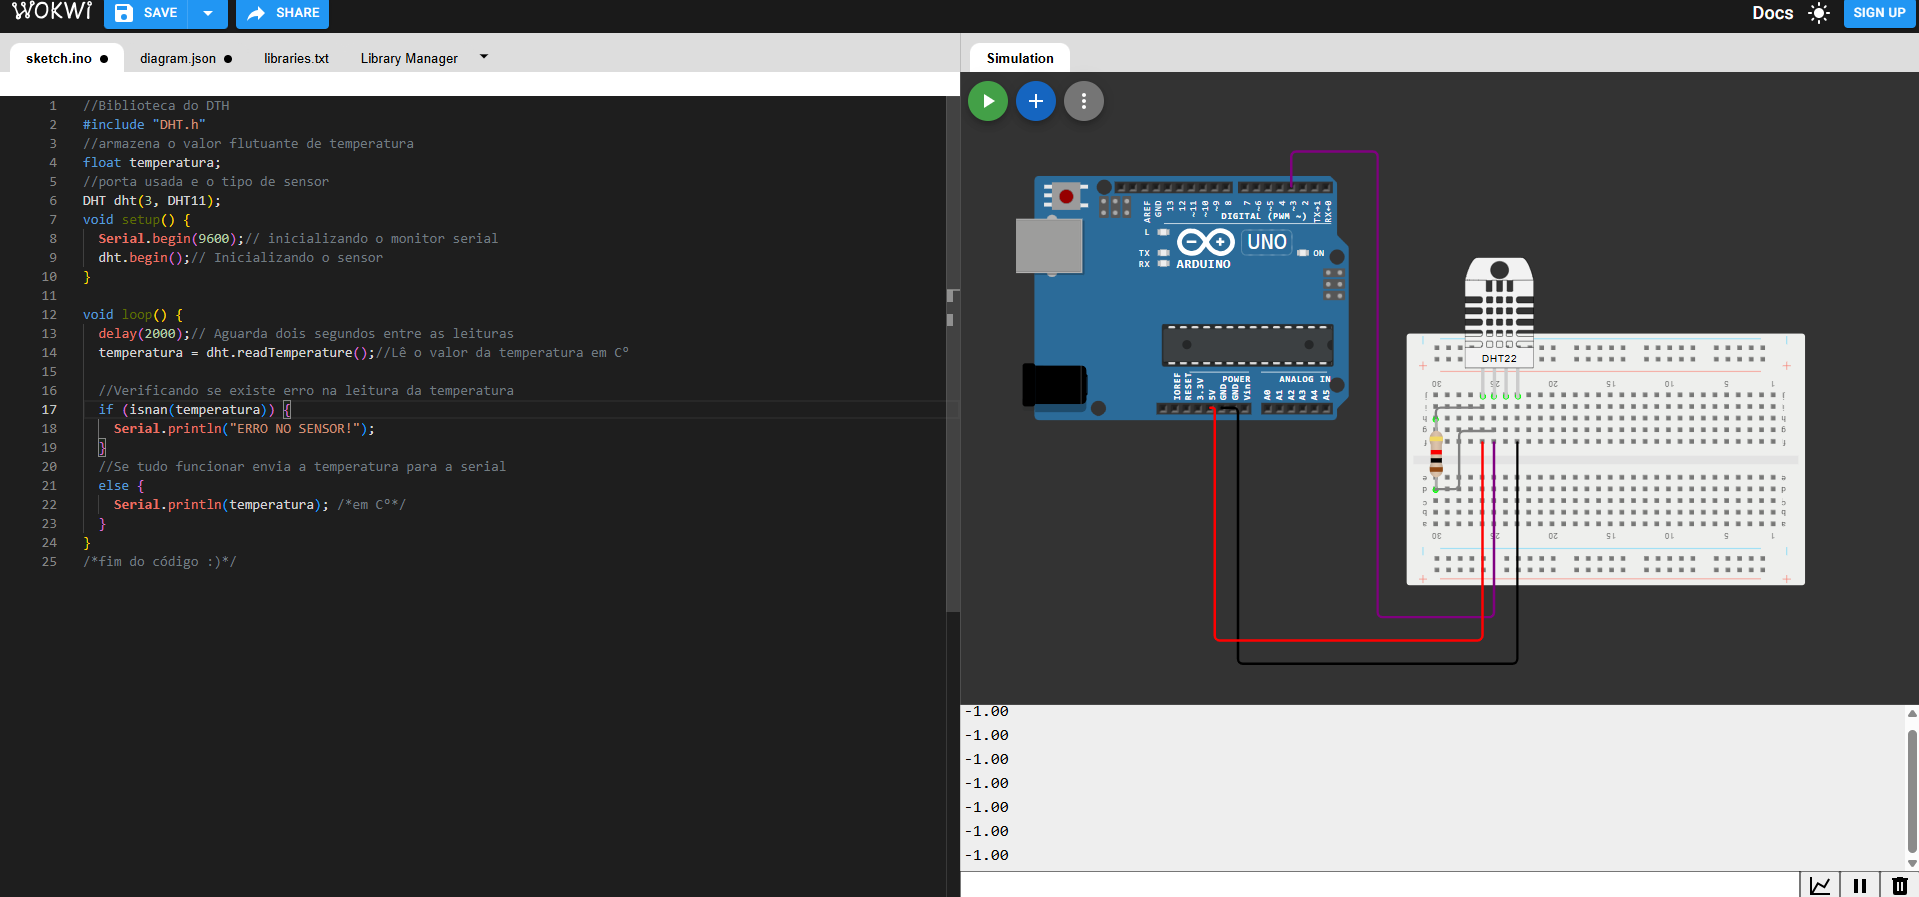 WOKWI
SAVE
SHARE
Docs
SIGN UP
sketch.ino
diagram.json
libraries.txt
Library Manager
1 //Biblioteca do DTH
2 #include "DHT.h"
3 //armazena o valor flutuante de temperatura
4 float temperatura;
5 //porta usada e o tipo de sensor
6 DHT dht(3, DHT11);
7 void setup() {
8 Serial.begin(9600);// inicializando o monitor serial
9 dht.begin();// Inicializando o sensor
10 }
11
12 void loop() {
13 delay(2000);// Aguarda dois segundos entre as leituras
14 temperatura = dht.readTemperature();//Lê o valor da temperatura em Cº
15
16 //Verificando se existe erro na leitura da temperatura
17 if (isnan(temperatura)) {
18 Serial.println("ERRO NO SENSOR!");
19 }
20 //Se tudo funcionar envia a temperatura para a serial
21 else {
22 Serial.println(temperatura); /*em Cº*/
23 }
24 }
25 /*fim do código :)*/
Simulation
AREF
GND
13
12
~11
~10
~9
8
7
~6
~5
4
~3
2
TX→1
RX←0
DIGITAL (PWM ~)
L
TX
RX
ARDUINO
UNO
ON
IOREF
RESET
3.3V
5V
GND
GND
Vin
POWER
ANALOG IN
A0
A1
A2
A3
A4
A5
DHT22
30 25 20 15 10 5 1
j
i
h
g
f
e
d
c
b
a
30 25 20 15 10 5 1
-1.00
-1.00
-1.00
-1.00
-1.00
-1.00
-1.00